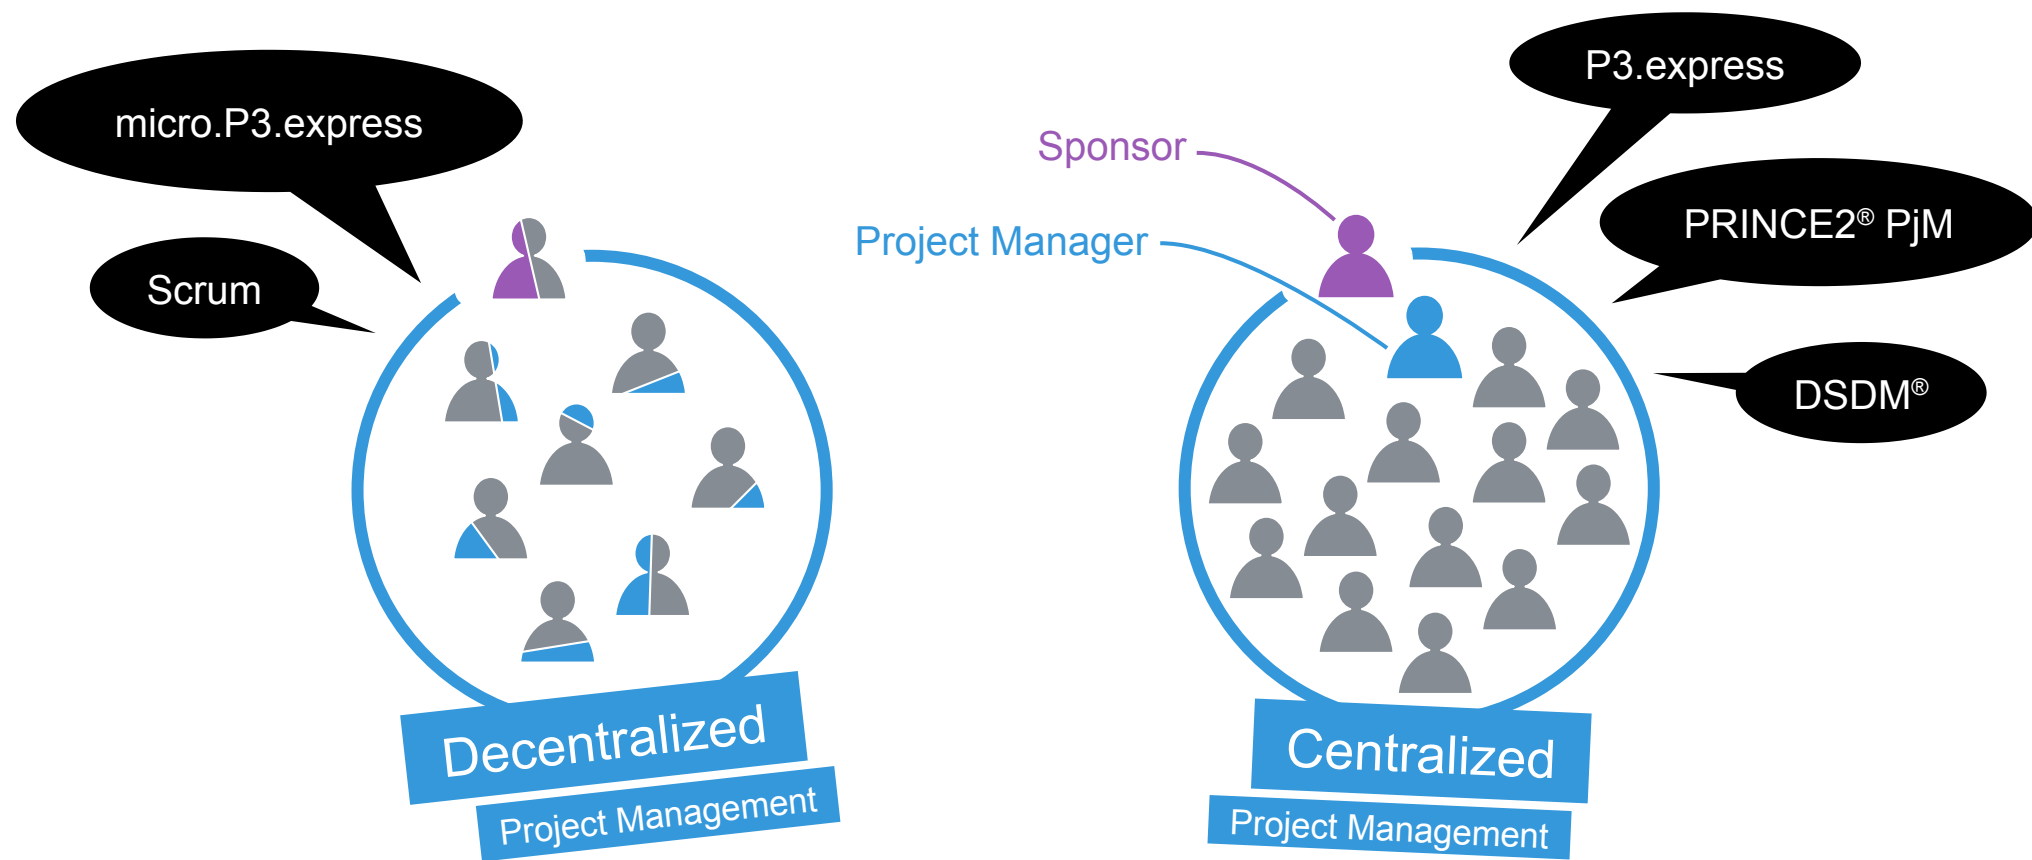 micro.P3.express
Scrum
Decentralized
Project Management
Sponsor
Project Manager
P3.express
PRINCE2® PjM
DSDM®
Centralized
Project Management